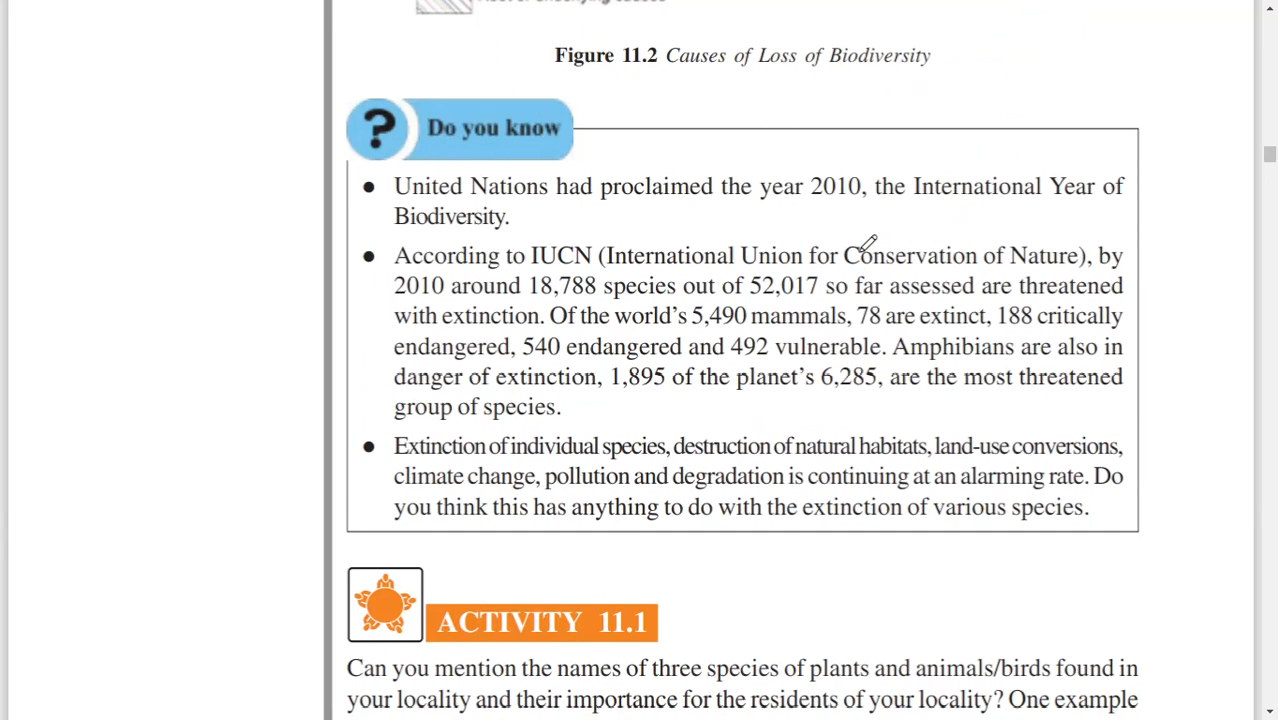 Figure 11.2 Causes of Loss of Biodiversity
? Do you know
● United Nations had proclaimed the year 2010, the International Year of
Biodiversity.
● According to IUCN (International Union for Conservation of Nature), by
2010 around 18,788 species out of 52,017 so far assessed are threatened
with extinction. Of the world's 5,490 mammals, 78 are extinct, 188 critically
endangered, 540 endangered and 492 vulnerable. Amphibians are also in
danger of extinction, 1,895 of the planet's 6,285, are the most threatened
group of species.
● Extinction of individual species, destruction of natural habitats, land-use conversions,
climate change, pollution and degradation is continuing at an alarming rate. Do
you think this has anything to do with the extinction of various species.
ACTIVITY 11.1
Can you mention the names of three species of plants and animals/birds found in
your locality and their importance for the residents of your locality? One example